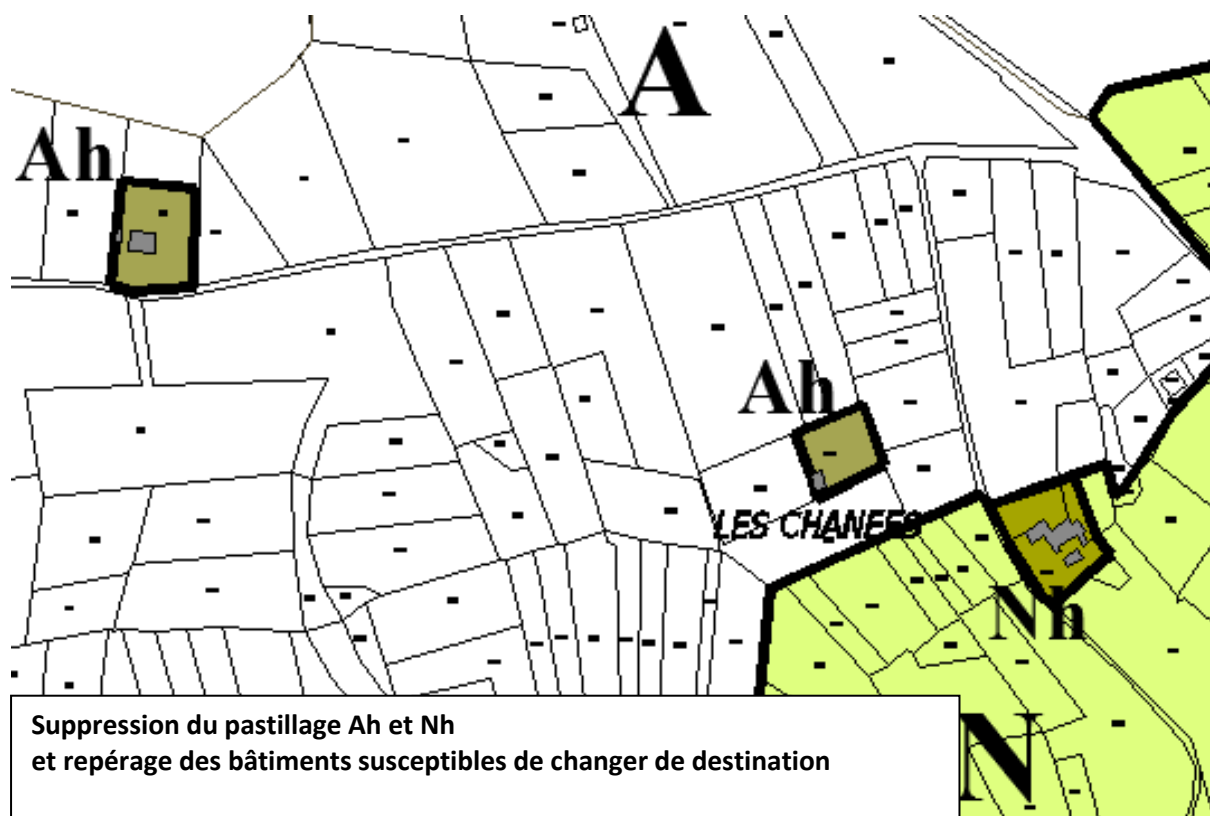 A
Ah
Ah
LES CHANEES
Nh
N
Suppression du pastillage Ah et Nh
et repérage des bâtiments susceptibles de changer de destination